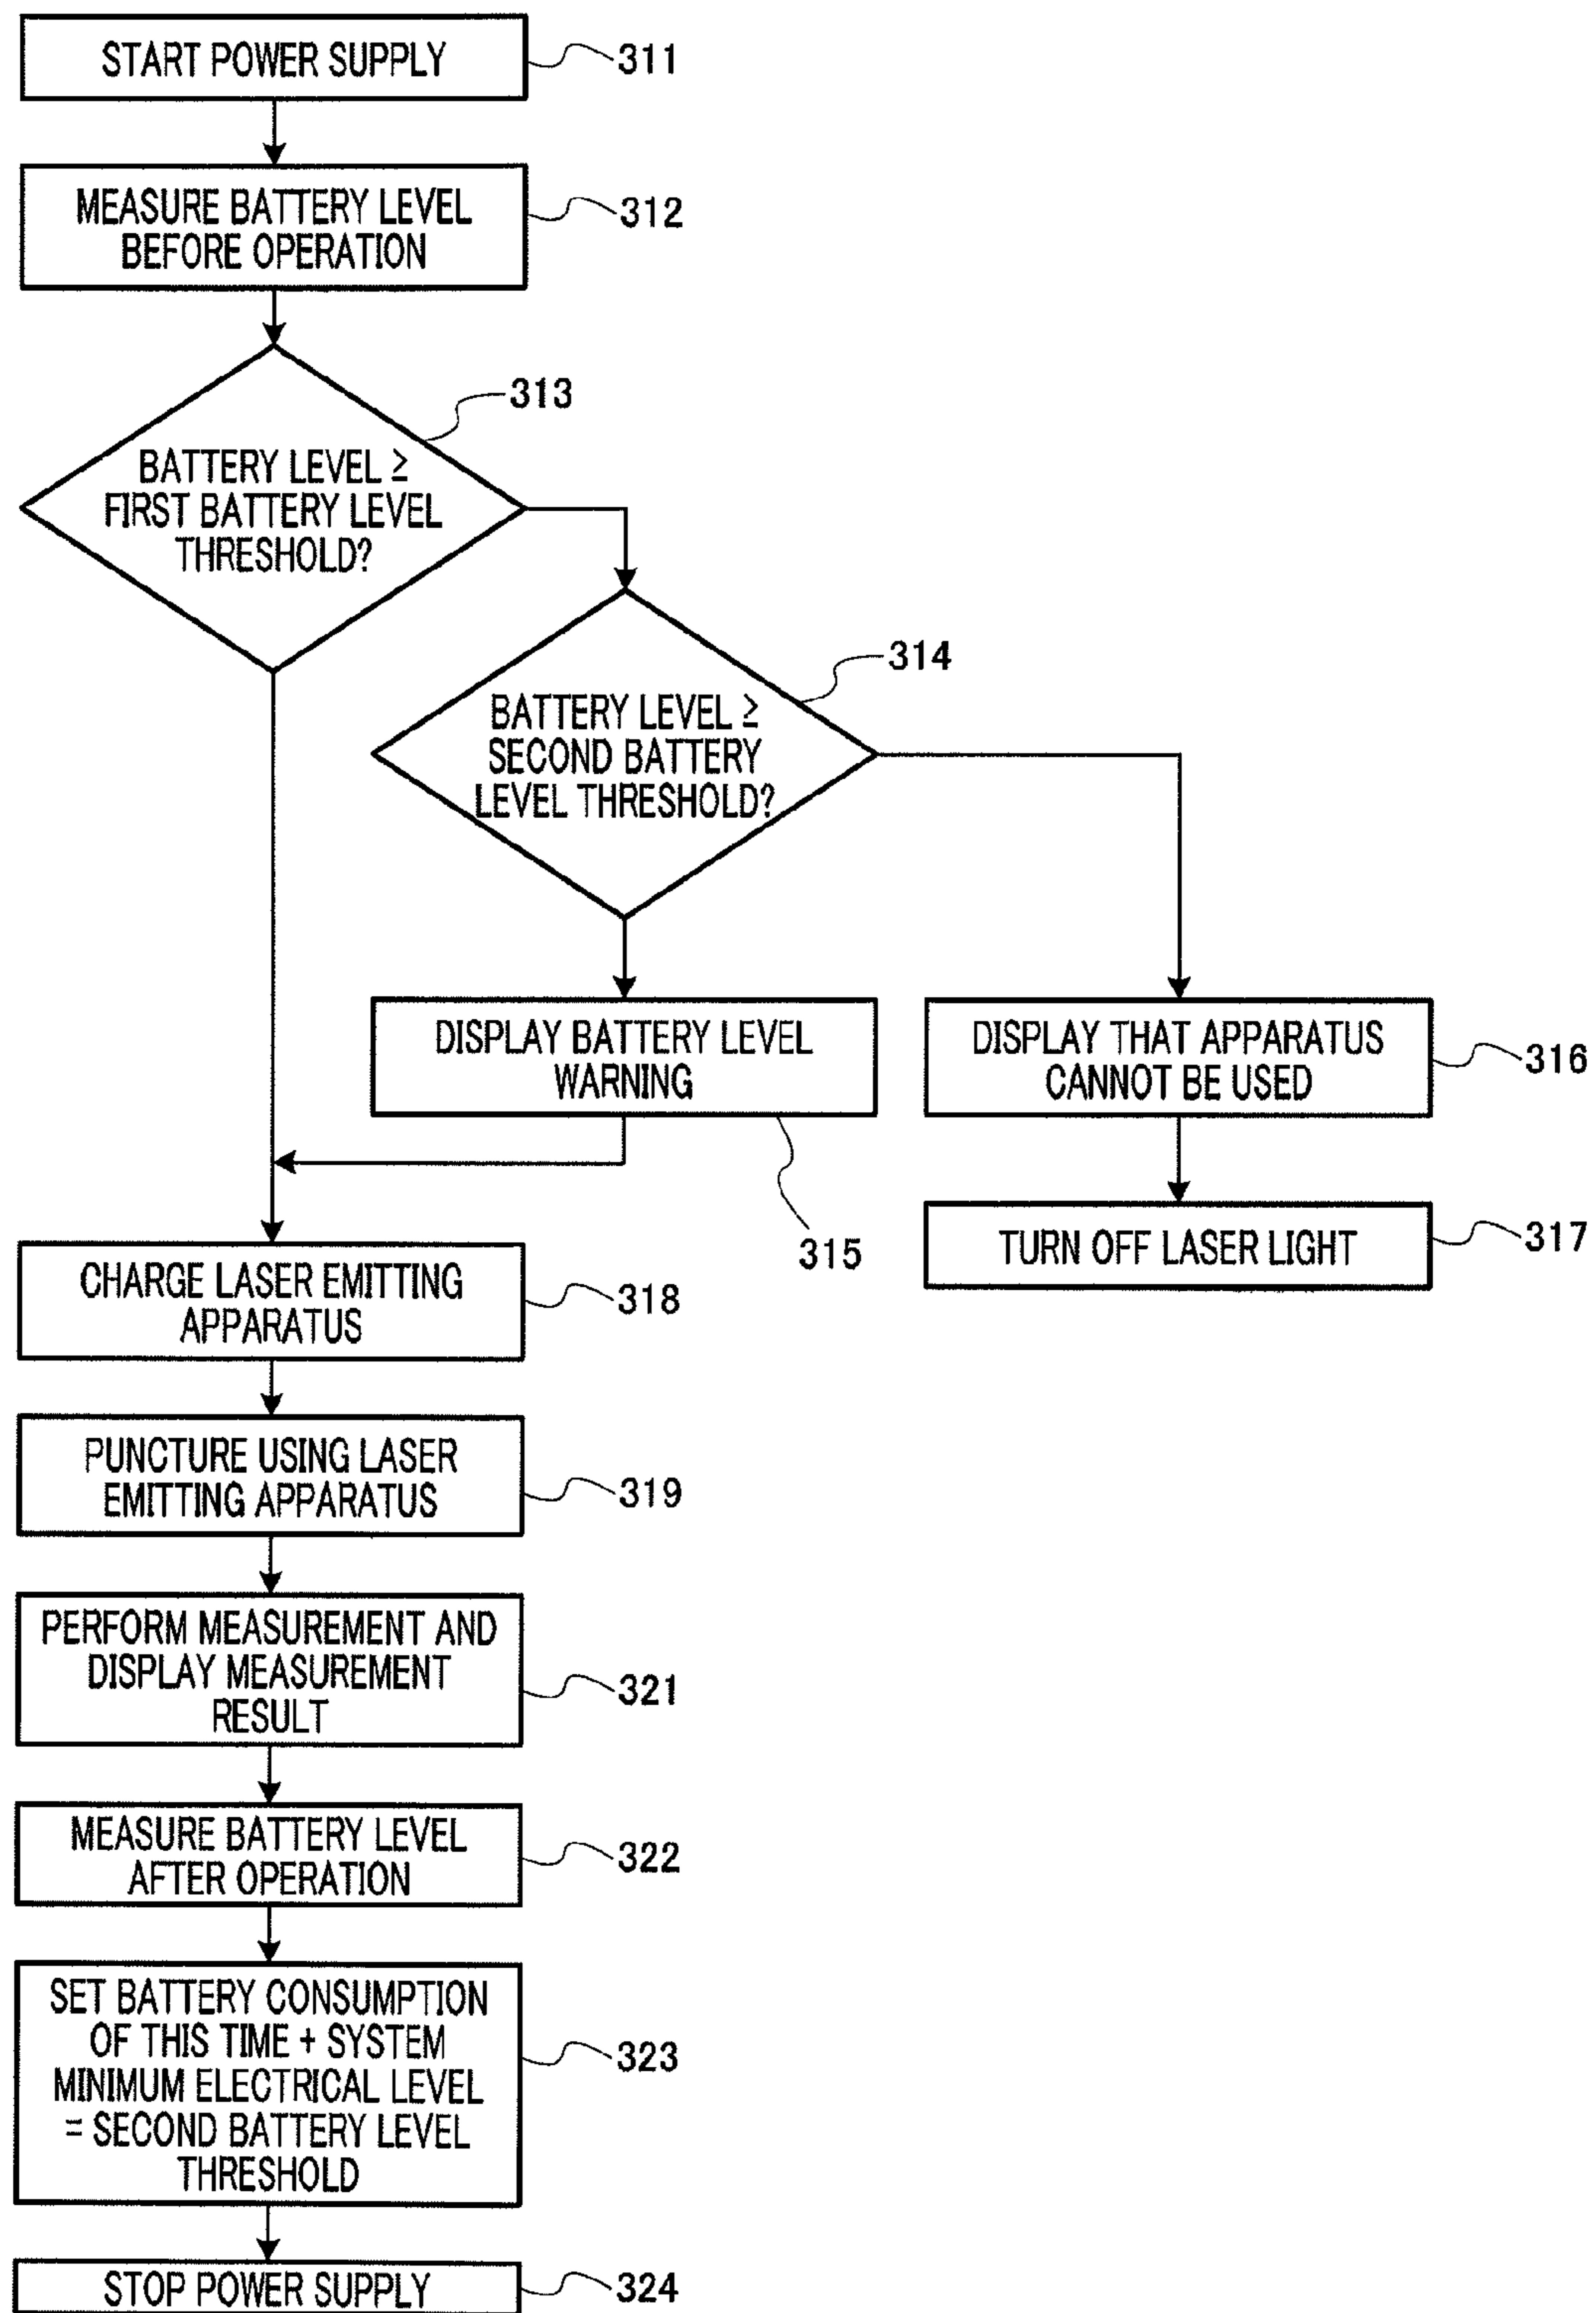 START POWER SUPPLY
311
MEASURE BATTERY LEVEL
BEFORE OPERATION
312
313
BATTERY LEVEL ≥
FIRST BATTERY LEVEL
THRESHOLD?
314
BATTERY LEVEL ≥
SECOND BATTERY
LEVEL THRESHOLD?
DISPLAY BATTERY LEVEL
WARNING
315
DISPLAY THAT APPARATUS
CANNOT BE USED
316
TURN OFF LASER LIGHT
317
CHARGE LASER EMITTING
APPARATUS
318
PUNCTURE USING LASER
EMITTING APPARATUS
319
PERFORM MEASUREMENT AND
DISPLAY MEASUREMENT
RESULT
321
MEASURE BATTERY LEVEL
AFTER OPERATION
322
SET BATTERY CONSUMPTION
OF THIS TIME + SYSTEM
MINIMUM ELECTRICAL LEVEL
= SECOND BATTERY LEVEL
THRESHOLD
323
STOP POWER SUPPLY
324